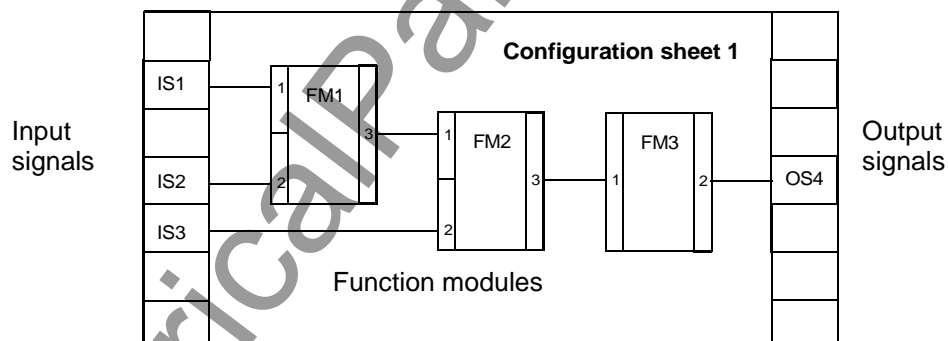 Configuration sheet 1
Input
signals
IS1
IS2
IS3
1
FM1
2
3
1
FM2
2
3
1
FM3
2
OS4
Output
signals
Function modules